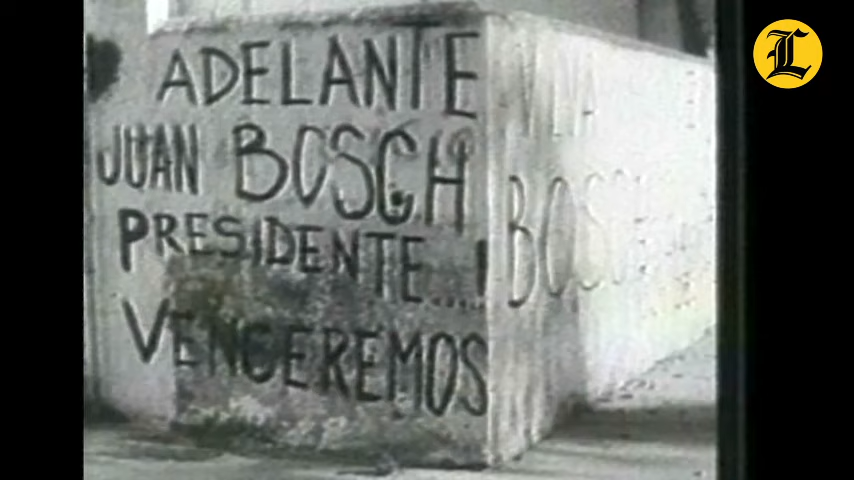 ADELANTE
JUAN BOSCH
PRESIDENTE....!
VENCEREMOS
VIVA
BOSCH
L